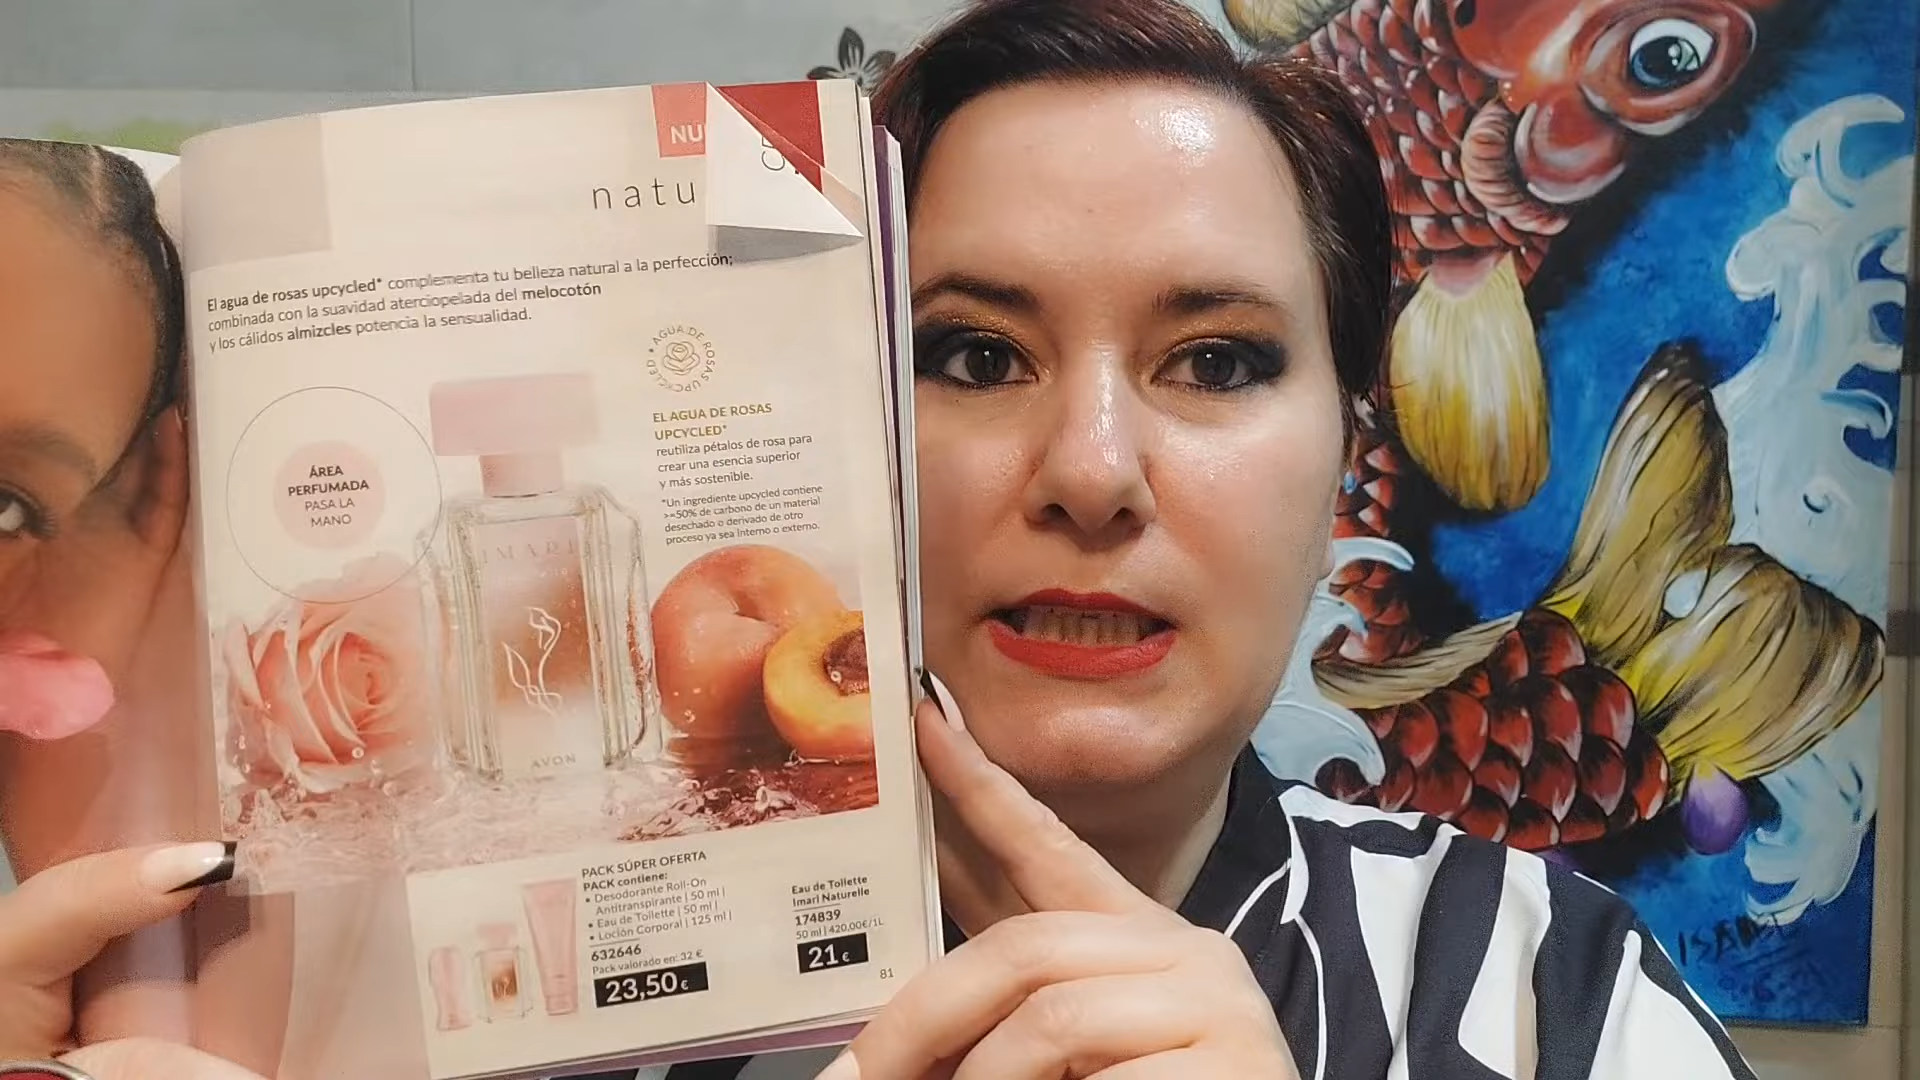 NU
natu
El agua de rosas upcycled* complementa tu belleza natural a la perfección;
combinada con la suavidad aterciopelada del melocotón
y los cálidos almizcles potencia la sensualidad.
• AGUA DE ROSAS UPCYCLED
EL AGUA DE ROSAS
UPCYCLED*
reutiliza pétalos de rosa para
crear una esencia superior
y más sostenible.
*Un ingrediente upcycled contiene
>=50% de carbono de un material
desechado o derivado de otro
proceso ya sea interno o externo.
ÁREA
PERFUMADA
PASA LA
MANO
IMARI
AVON
PACK SÚPER OFERTA
PACK contiene:
• Desodorante Roll-On
Antitranspirante | 50 ml |
• Eau de Toilette | 50 ml |
• Loción Corporal | 125 ml |
632646
Pack valorado en: 32 €
23,50€
Eau de Toilette
Imari Naturelle
174839
50 ml | 420,00€/1L
21€
81